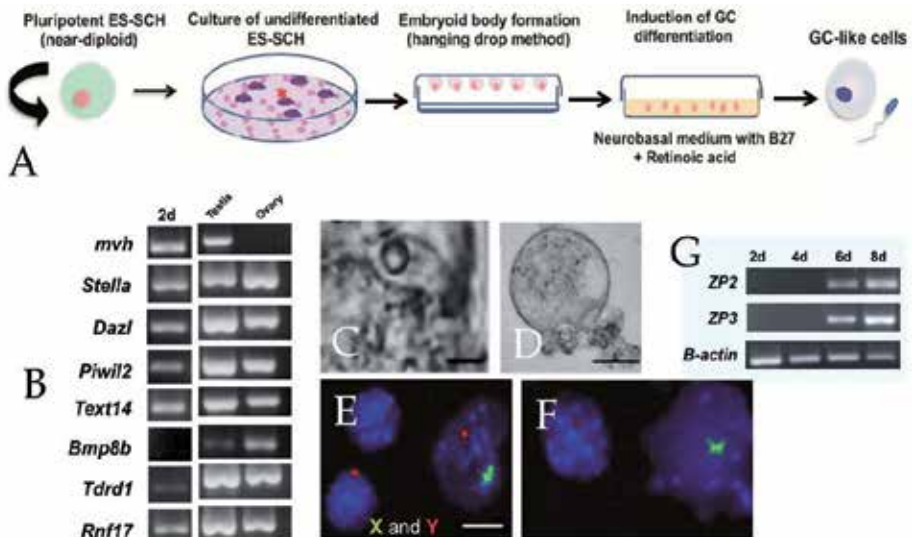 Pluripotent ES-SCH
(near-diploid)
Culture of undifferentiated
ES-SCH
Embryoid body formation
(hanging drop method)
Induction of GC
differentiation
GC-like cells
Neurobasal medium with B27
+ Retinoic acid
A
2d Testis Ovary
mvh
Stella
Dazl
Piwil2
Text14
Bmp8b
Tdrd1
Rnf17
B
C
D
E
X and Y
F
G
2d 4d 6d 8d
ZP2
ZP3
B-actin